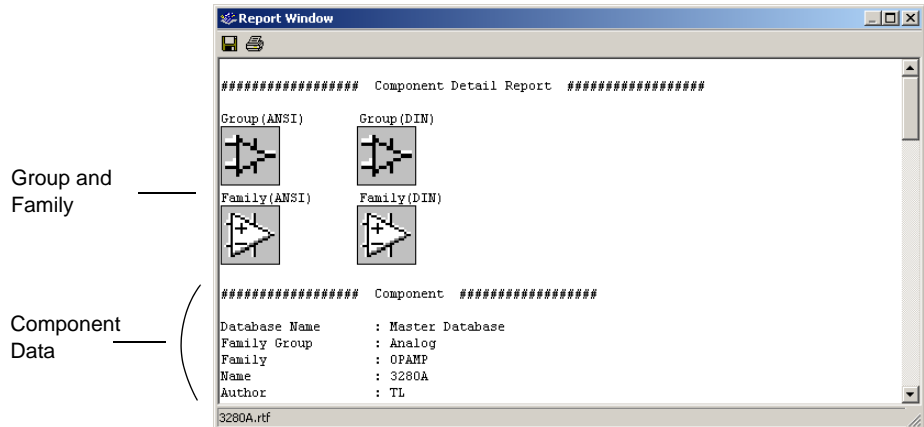 Report Window
################## Component Detail Report ##################
Group(ANSI) Group(DIN)
Group and
Family
Family(ANSI) Family(DIN)
################## Component ##################
Component
Data
Database Name : Master Database
Family Group : Analog
Family : OPAMP
Name : 3280A
Author : TL
3280A.rtf